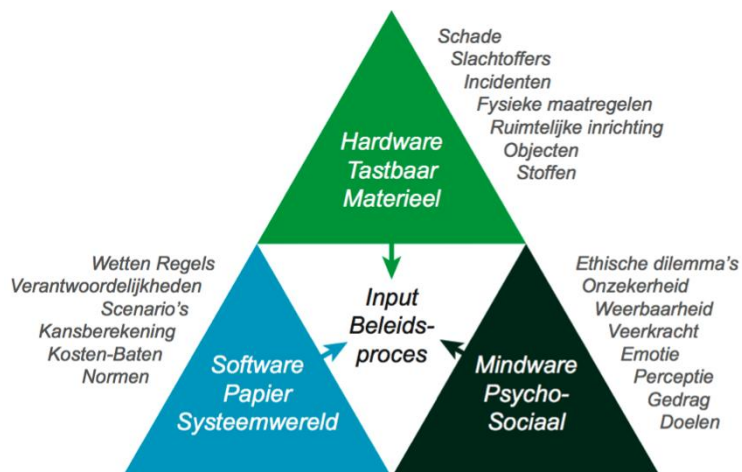 Schade
Slachtoffers
Incidenten
Fysieke maatregelen
Ruimtelijke inrichting
Objecten
Stoffen
Hardware
Tastbaar
Materieel
Wetten Regels
Verantwoordelijkheden
Scenario's
Kansberekening
Kosten-Baten
Normen
Input
Beleids-
proces
Ethische dilemma's
Onzekerheid
Weerbaarheid
Veerkracht
Emotie
Perceptie
Gedrag
Doelen
Software
Papier
Systeemwereld
Mindware
Psycho-
Sociaal